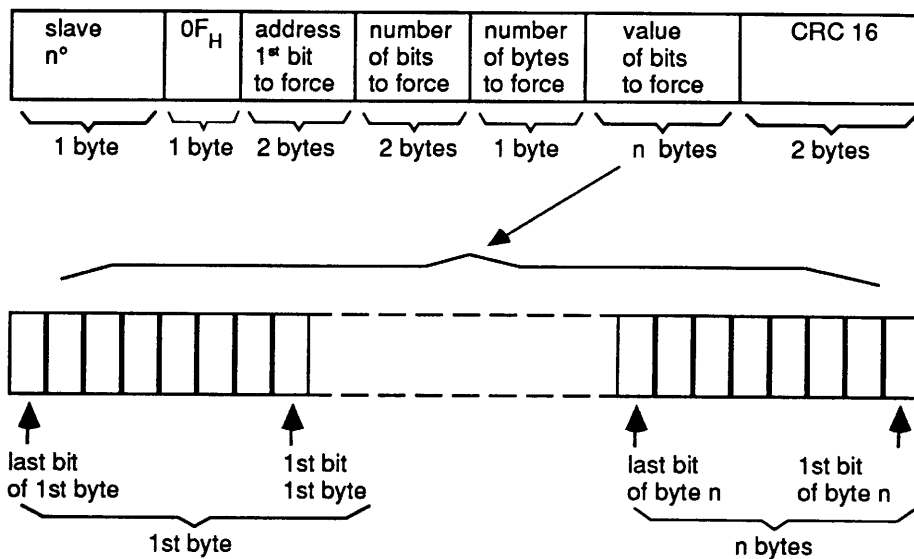 slave
n°
0F H
address
1st bit
to force
number
of bits
to force
number
of bytes
to force
value
of bits
to force
CRC 16
1 byte
1 byte
2 bytes
2 bytes
1 byte
n bytes
2 bytes
last bit
of 1st byte
1st bit
1st byte
last bit
of byte n
1st bit
of byte n
1st byte
n bytes